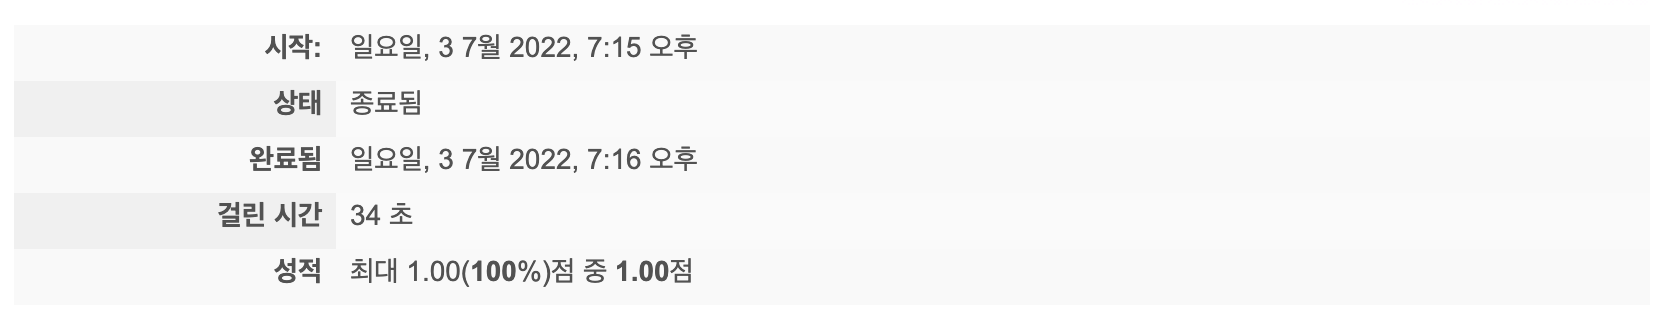 시작: 일요일, 3 7월 2022, 7:15 오후
상태 종료됨
완료됨 일요일, 3 7월 2022, 7:16 오후
걸린 시간 34 초
성적 최대 1.00(100%)점 중 1.00점